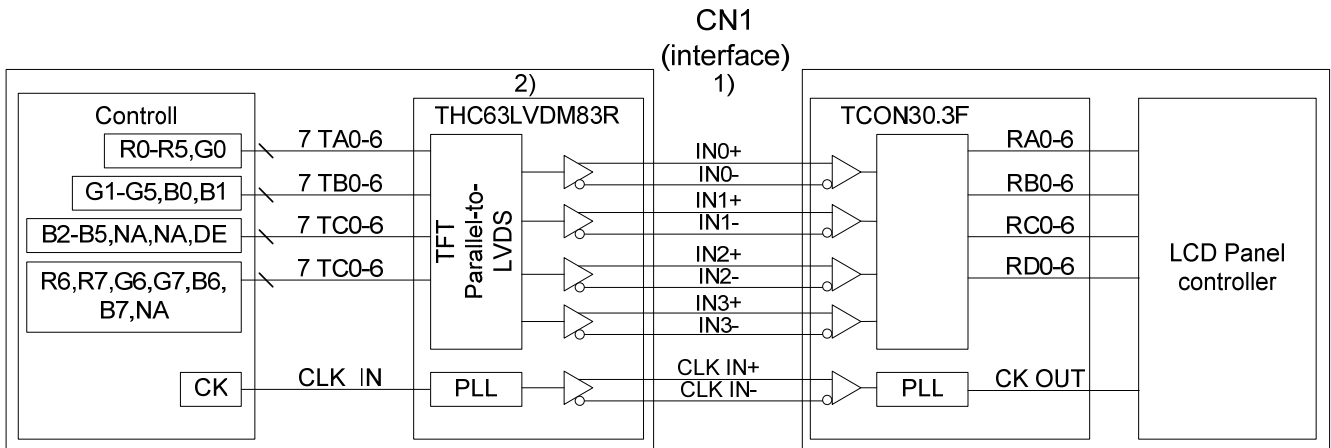 CN1
(interface)
1)
2)
Controll
R0-R5,G0
G1-G5,B0,B1
B2-B5,NA,NA,DE
R6,R7,G6,G7,B6,
B7,NA
CK
7 TA0-6
7 TB0-6
7 TC0-6
7 TC0-6
CLK IN
THC63LVDM83R
TFT
Parallel-to-
LVDS
PLL
IN0+
IN0-
IN1+
IN1-
IN2+
IN2-
IN3+
IN3-
CLK IN+
CLK IN-
TCON30.3F
PLL
RA0-6
RB0-6
RC0-6
RD0-6
CK OUT
LCD Panel
controller